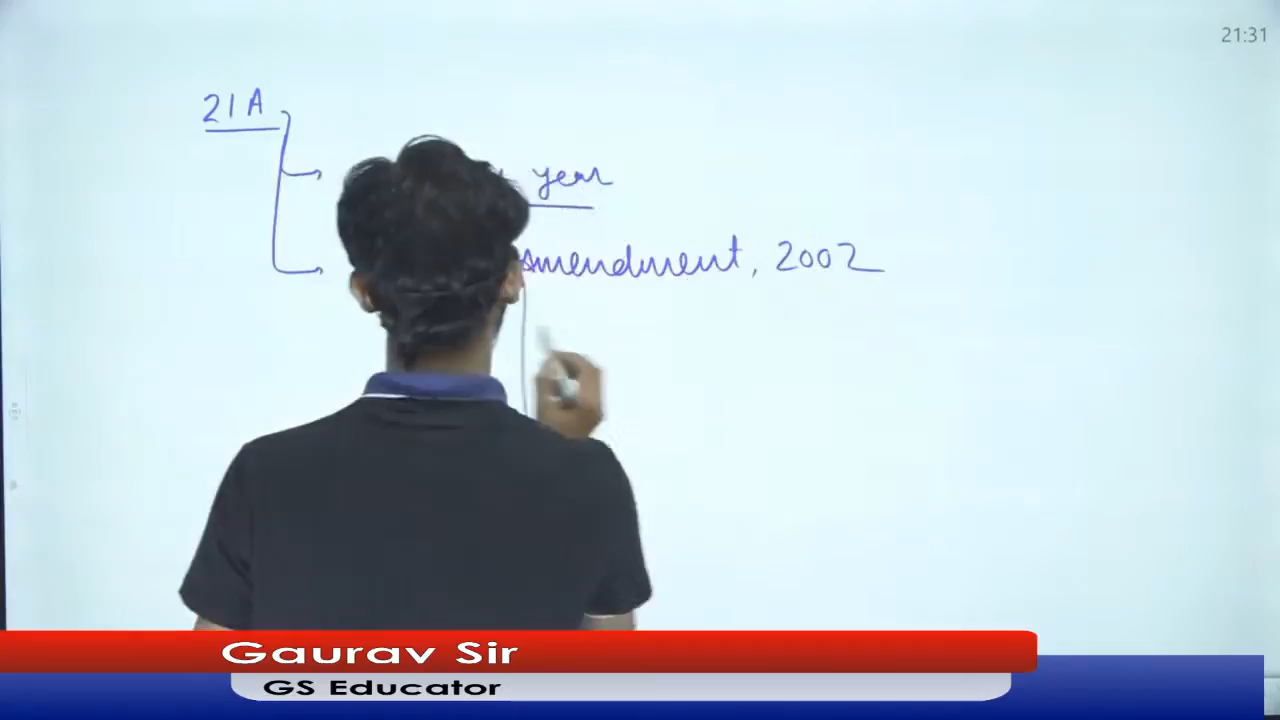 21:31
21A
year
Amendment, 2002
Gaurav Sir
GS Educator